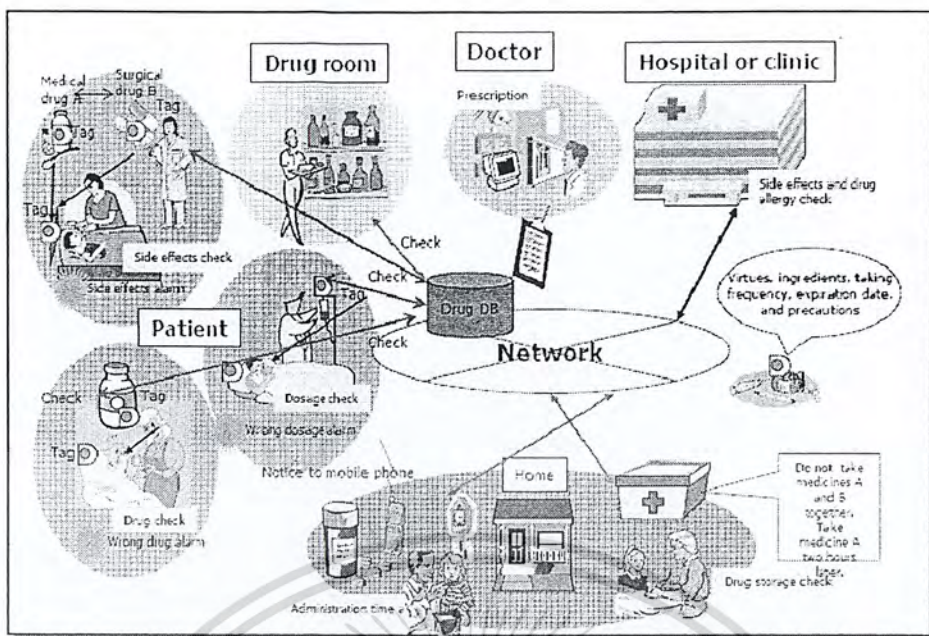 Drug room
Doctor
Hospital or clinic
Medical
drug A
Surgical
drug B
Tag
Tag
Tag
Side effects check
Side effects alarm
Prescription
Side effects and drug
allergy check
Check
Check
Tag
Check
Drug DB
Network
Virtues, ingredients, taking
frequency, expiration date,
and precautions
Patient
Dosage check
Wrong dosage alarm
Check
Tag
Tag
Drug check
Wrong drug alarm
Notice to mobile phone
Home
Administration time
Do not take
medicines A
and B
together.
Take
medicine A
two hours
later.
Drug storage check